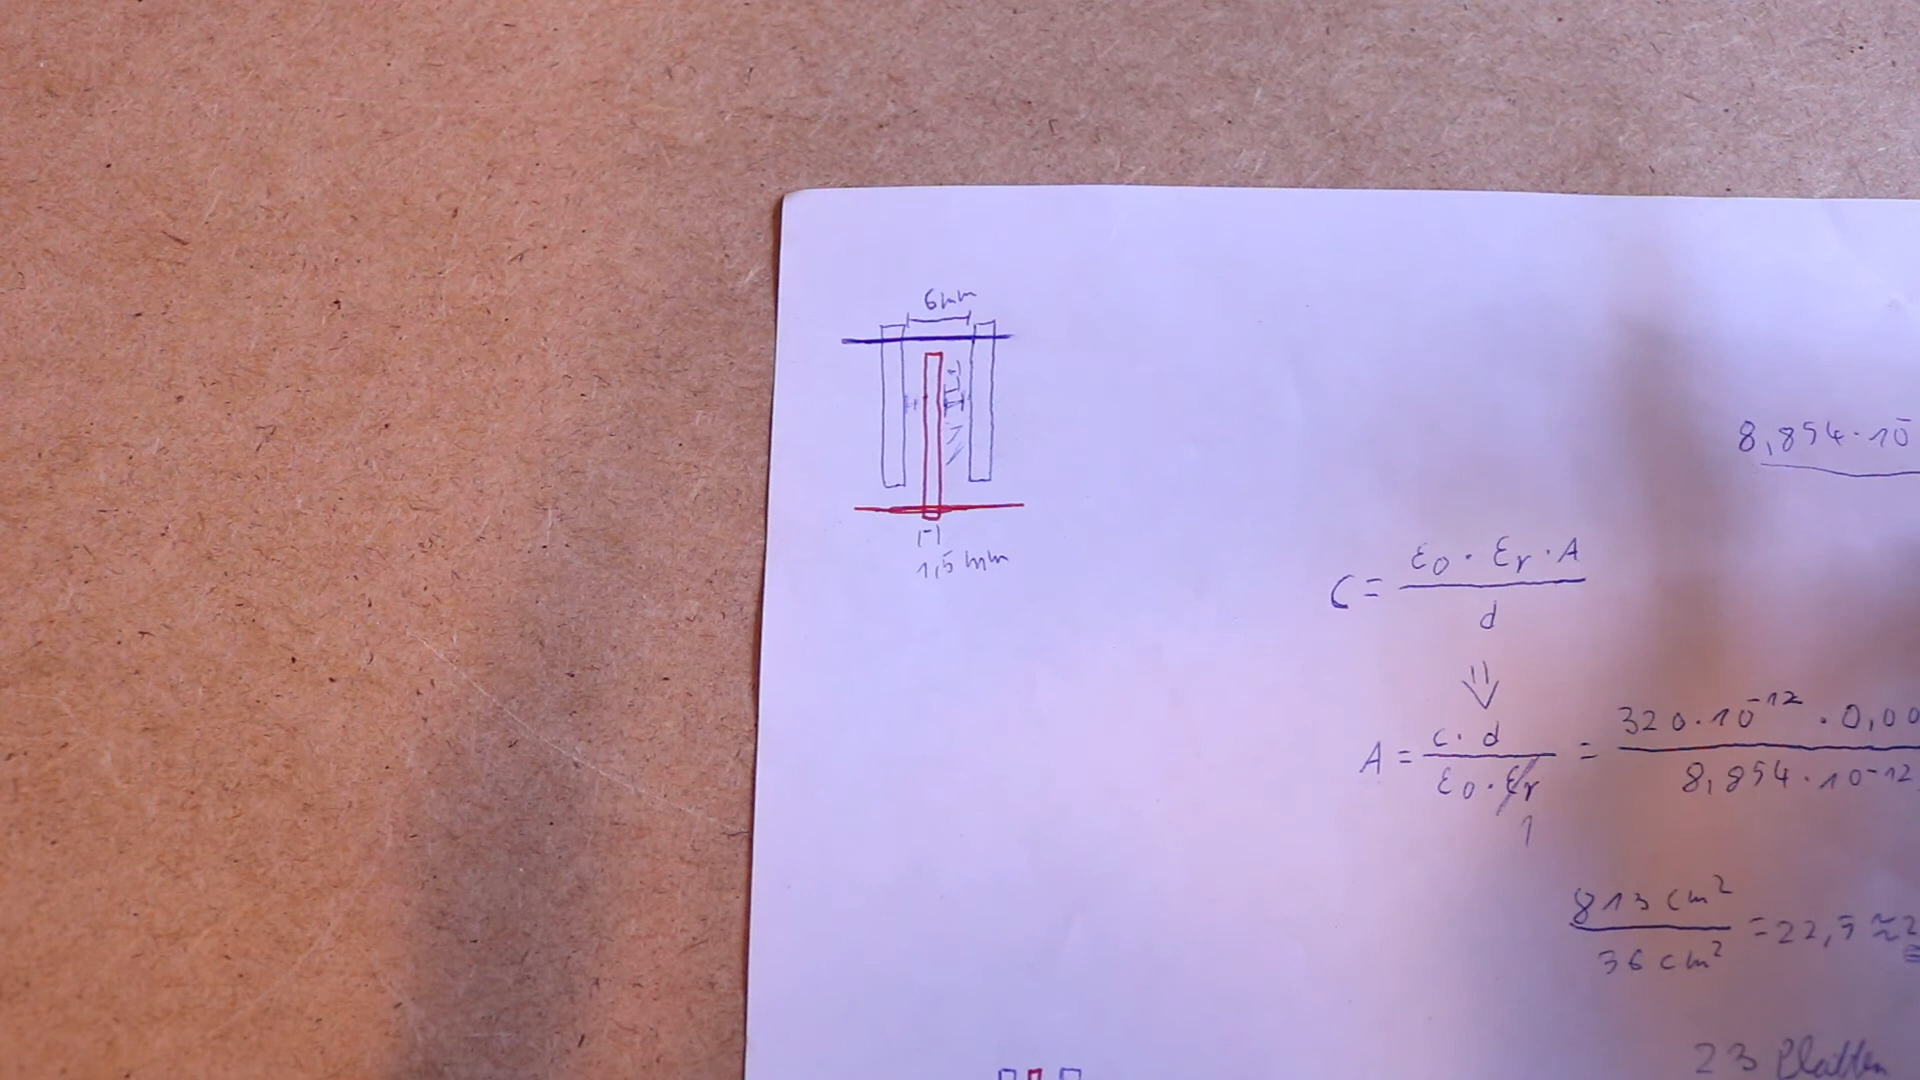 6mm
1,5 mm
8,854·10⁻
C = ε₀ · εᵣ · A / d
⇓
A = c · d / ε₀ · εᵣ = 320·10⁻¹² · 0,00 / 8,854·10⁻¹²
1
813 cm² / 36 cm² = 22,5 ≈ 2
23 Platten